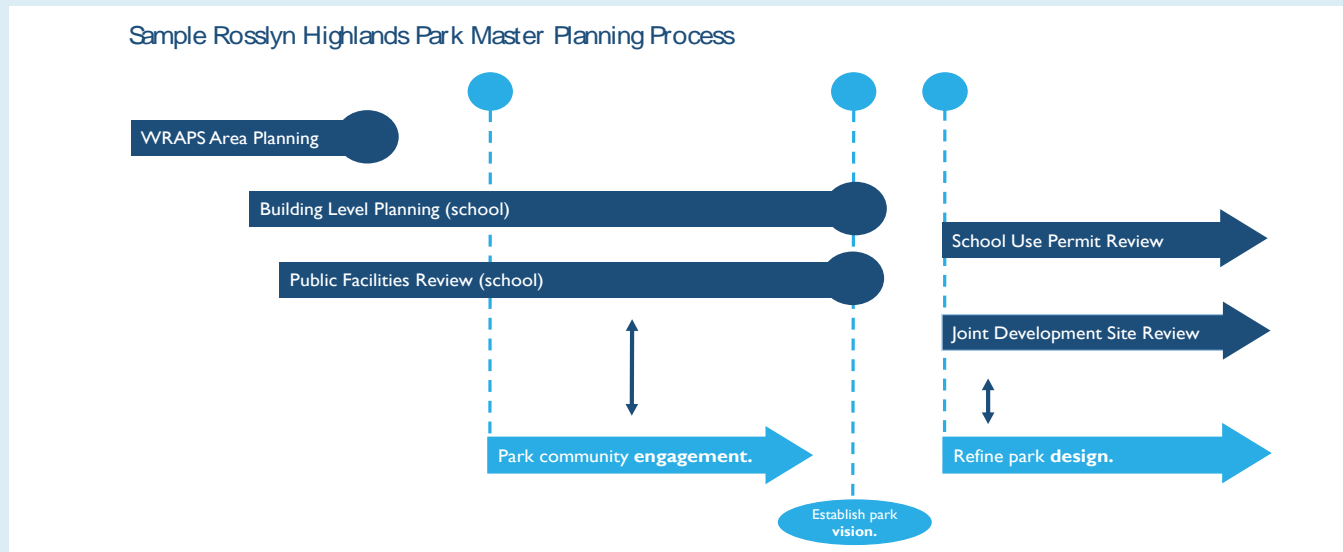 Sample Rosslyn Highlands Park Master Planning Process
WRAPS Area Planning
Building Level Planning (school)
School Use Permit Review
Public Facilities Review (school)
Joint Development Site Review
Park community engagement.
Refine park design.
Establish park
vision.